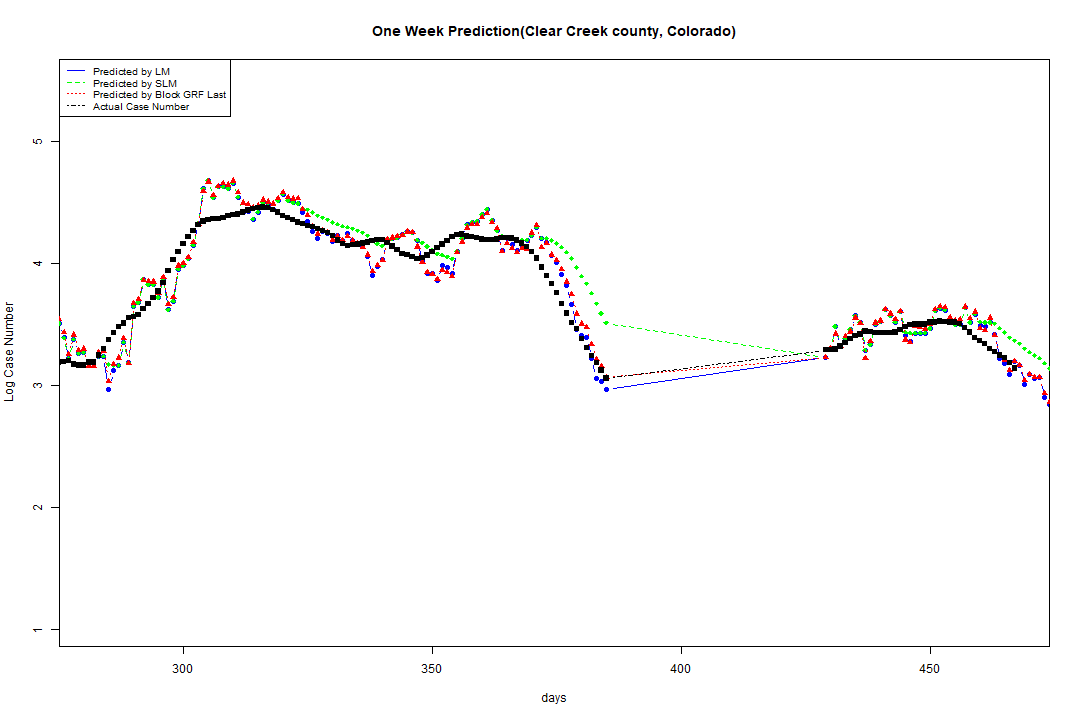 One Week Prediction(Clear Creek county, Colorado)
Predicted by LM
Predicted by SLM
Predicted by Block GRF Last
Actual Case Number
5
4
3
2
1
Log Case Number
300 350 400 450
days